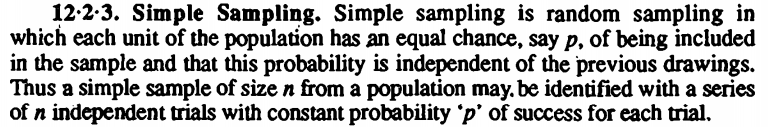 12·2·3. Simple Sampling. Simple sampling is random sampling in
which each unit of the population has an equal chance, say p, of being included
in the sample and that this probability is independent of the previous drawings.
Thus a simple sample of size n from a population may. be identified with a series
of n independent trials with constant probability ‘p’ of success for each trial.